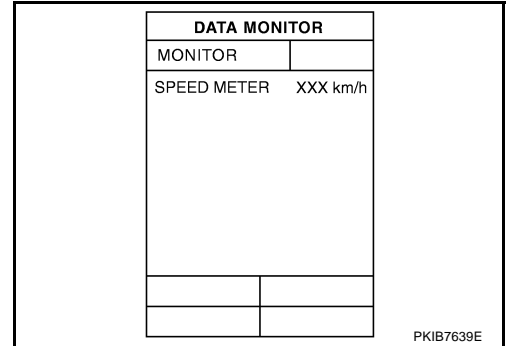 DATA MONITOR
MONITOR
SPEED METER XXX km/h
PKIB7639E